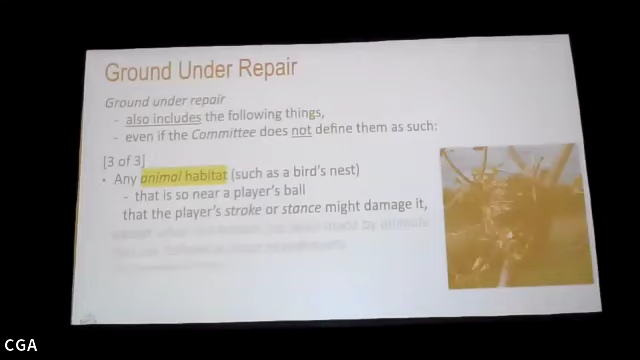 Ground Under Repair
Ground under repair
- also includes the following things,
- even if the Committee does not define them as such:
[3 of 3]
• Any animal habitat (such as a bird's nest)
- that is so near a player's ball
that the player's stroke or stance might damage it,
CGA